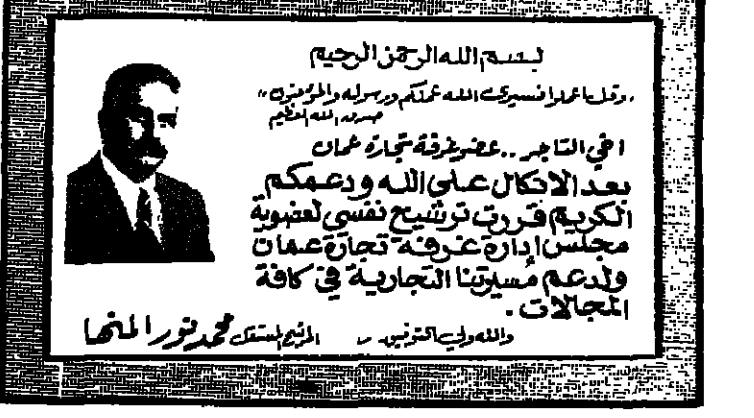 بسم الله الرحمن الرحيم
"وقل اعملوا فسيرى الله عملكم ورسوله والمؤمنون"
صدق الله العظيم
اخي التاجر .. عضو غرفة تجارة عمان
بعد الاتكال على الله ودعمكم
الكريم قررت ترشيح نفسي لعضوية
مجلس إدارة غرفة تجارة عمان
ولدعم مسيرتنا التجارية في كافة
المجالات.
والله ولي التوفيق ,,
المرشح المستقل محمد نور المنها